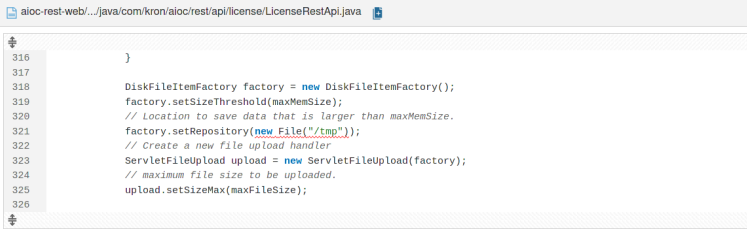 aioc-rest-web/.../java/com/kron/aioc/rest/api/license/LicenseRestApi.java
316 }
317
318 DiskFileItemFactory factory = new DiskFileItemFactory();
319 factory.setSizeThreshold(maxMemSize);
320 // Location to save data that is larger than maxMemSize.
321 factory.setRepository(new File("/tmp"));
322 // Create a new file upload handler
323 ServletFileUpload upload = new ServletFileUpload(factory);
324 // maximum file size to be uploaded.
325 upload.setSizeMax(maxFileSize);
326